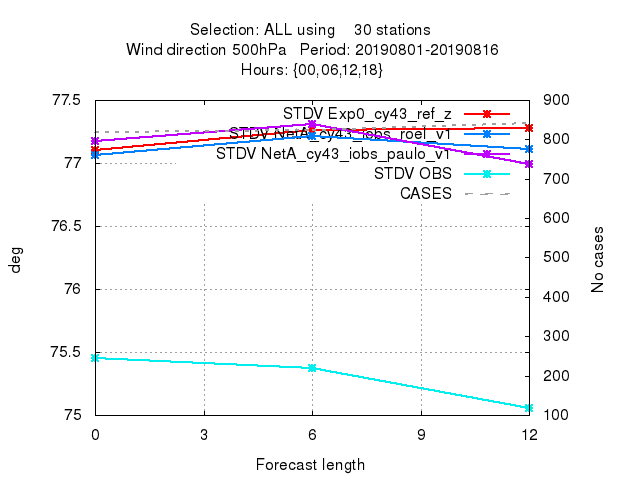 Selection: ALL using 30 stations
Wind direction 500hPa Period: 20190801-20190816
Hours: {00,06,12,18}
77.5
77
76.5
76
75.5
75
900
800
700
600
500
400
300
200
100
STDV Exp0_cy43_ref_z
STDV NetA_cy43_iobs_roel_v1
STDV NetA_cy43_iobs_paulo_v1
STDV OBS
CASES
deg
No cases
0 3 6 9 12
Forecast length